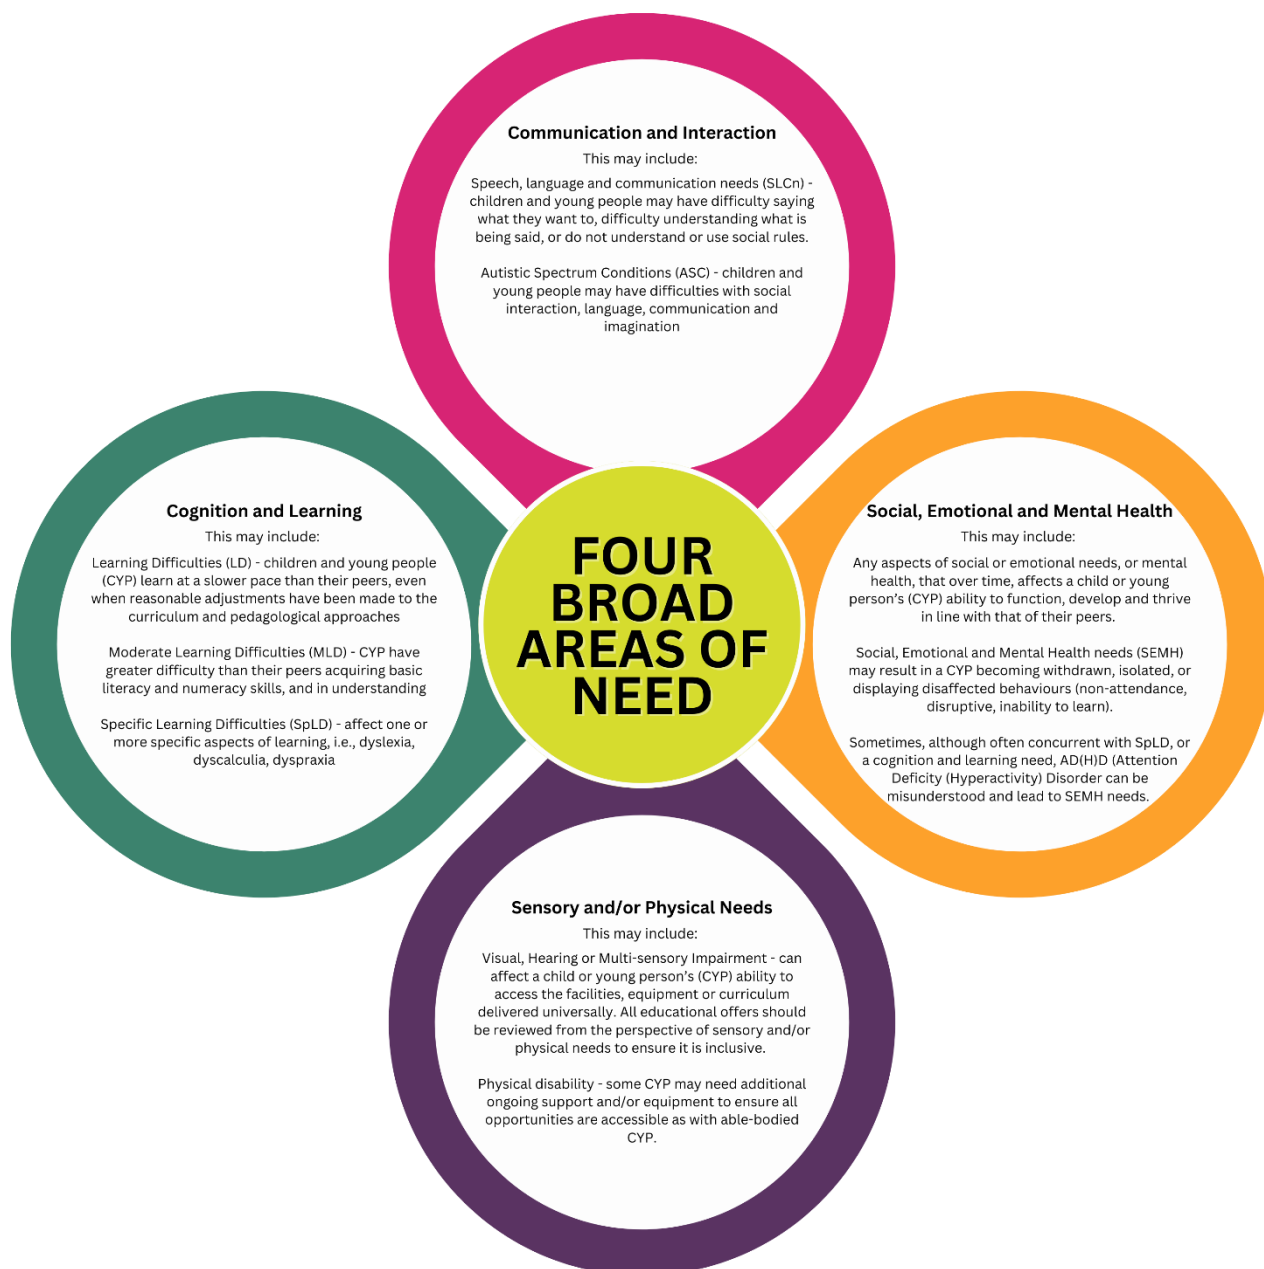 Communication and Interaction
This may include:
Speech, language and communication needs (SLCn) -
children and young people may have difficulty saying
what they want to, difficulty understanding what is
being said, or do not understand or use social rules.
Autistic Spectrum Conditions (ASC) - children and
young people may have difficulties with social
interaction, language, communication and
imagination
Cognition and Learning
This may include:
Learning Difficulties (LD) - children and young people
(CYP) learn at a slower pace than their peers, even
when reasonable adjustments have been made to the
curriculum and pedagological approaches
Moderate Learning Difficulties (MLD) - CYP have
greater difficulty than their peers acquiring basic
literacy and numeracy skills, and in understanding
Specific Learning Difficulties (SpLD) - affect one or
more specific aspects of learning, i.e., dyslexia,
dyscalculia, dyspraxia
FOUR
BROAD
AREAS OF
NEED
Social, Emotional and Mental Health
This may include:
Any aspects of social or emotional needs, or mental
health, that over time, affects a child or young
person's (CYP) ability to function, develop and thrive
in line with that of their peers.
Social, Emotional and Mental Health needs (SEMH)
may result in a CYP becoming withdrawn, isolated, or
displaying disaffected behaviours (non-attendance,
disruptive, inability to learn).
Sometimes, although often concurrent with SpLD, or
a cognition and learning need, AD(H)D (Attention
Deficity (Hyperactivity) Disorder can be
misunderstood and lead to SEMH needs.
Sensory and/or Physical Needs
This may include:
Visual, Hearing or Multi-sensory Impairment - can
affect a child or young person's (CYP) ability to
access the facilities, equipment or curriculum
delivered universally. All educational offers should
be reviewed from the perspective of sensory and/or
physical needs to ensure it is inclusive.
Physical disability - some CYP may need additional
ongoing support and/or equipment to ensure all
opportunities are accessible as with able-bodied
CYP.